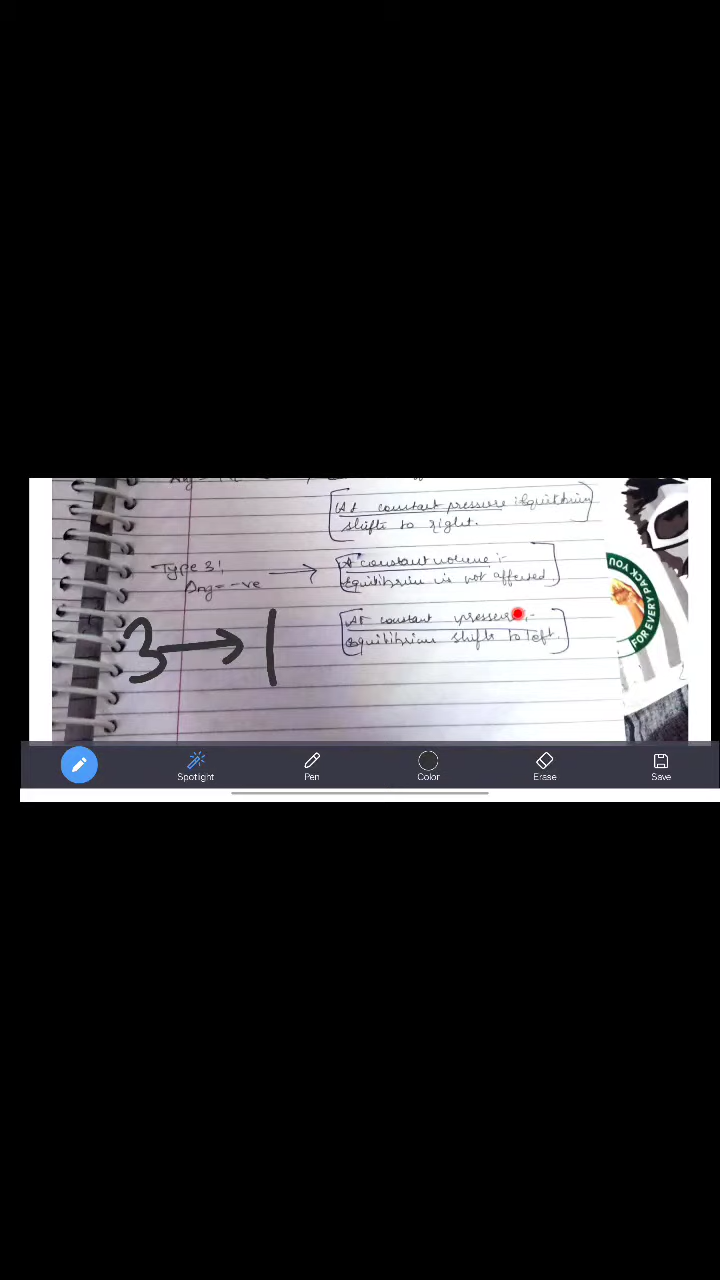 At constant pressure :- Equilibrium
shifts to right.
Type 3!
Δng = -ve
At constant volume :-
Equilibrium is not affected.
3 → 1
At constant pressure :-
Equilibrium shifts to left.
FOR EVERY PACK YOU
Spotlight
Pen
Color
Erase
Save